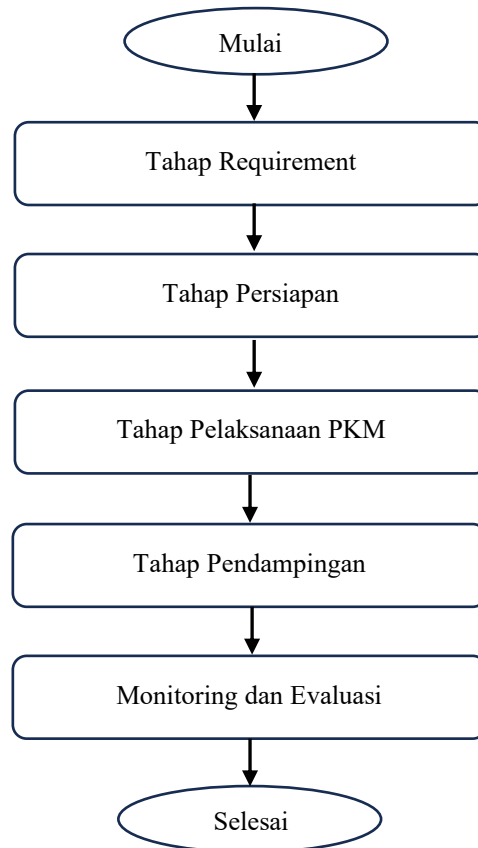 Mulai
Tahap Requirement
Tahap Persiapan
Tahap Pelaksanaan PKM
Tahap Pendampingan
Monitoring dan Evaluasi
Selesai